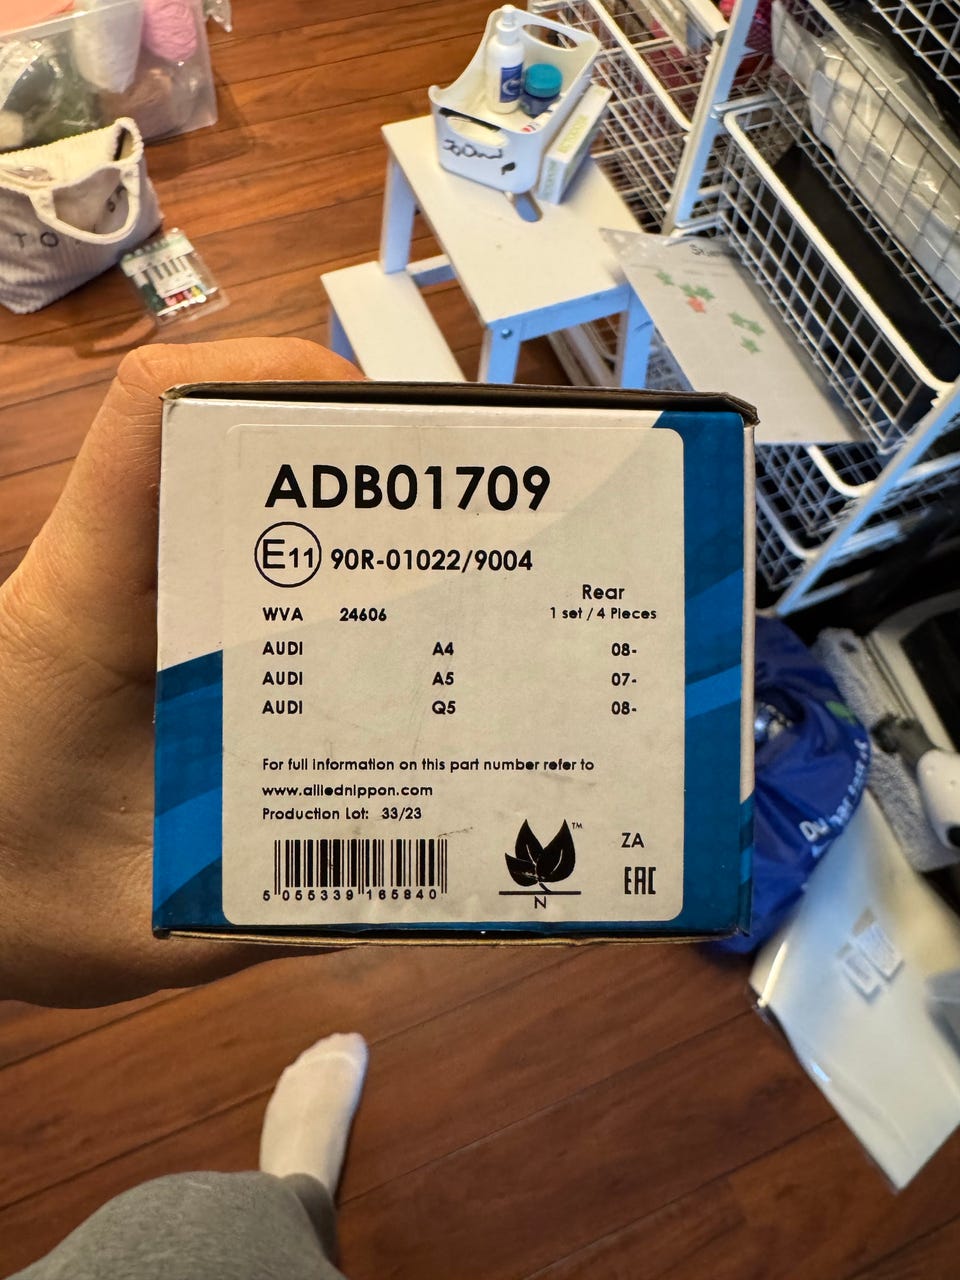 ADB01709
E11 90R-01022/9004
Rear
WVA 24606 1 set / 4 Pieces
AUDI A4 08-
AUDI A5 07-
AUDI Q5 08-
For full information on this part number refer to
www.alliednippon.com
Production Lot: 33/23
5 055339 165840
TM
N
ZA
EAC